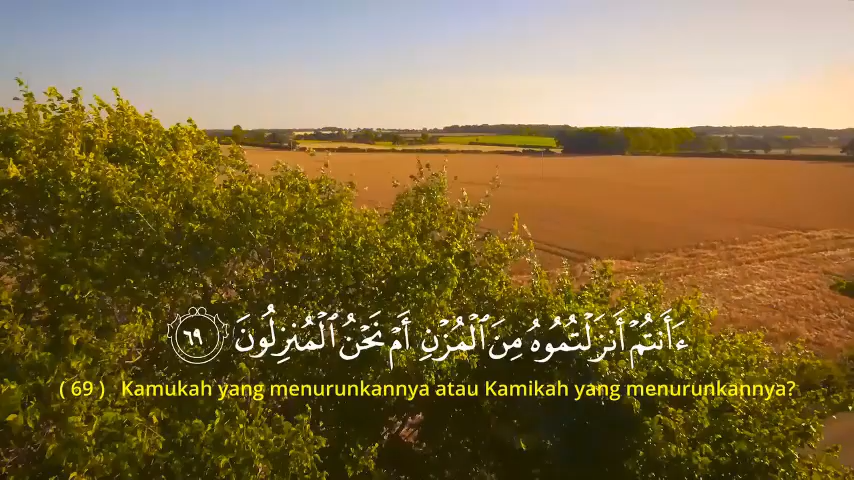 ءَأَنتُمْ أَنزَلْتُمُوهُ مِنَ ٱلْمُزْنِ أَمْ نَحْنُ ٱلْمُنزِلُونَ ٦٩
( 69 ) Kamukah yang menurunkannya atau Kamikah yang menurunkannya?